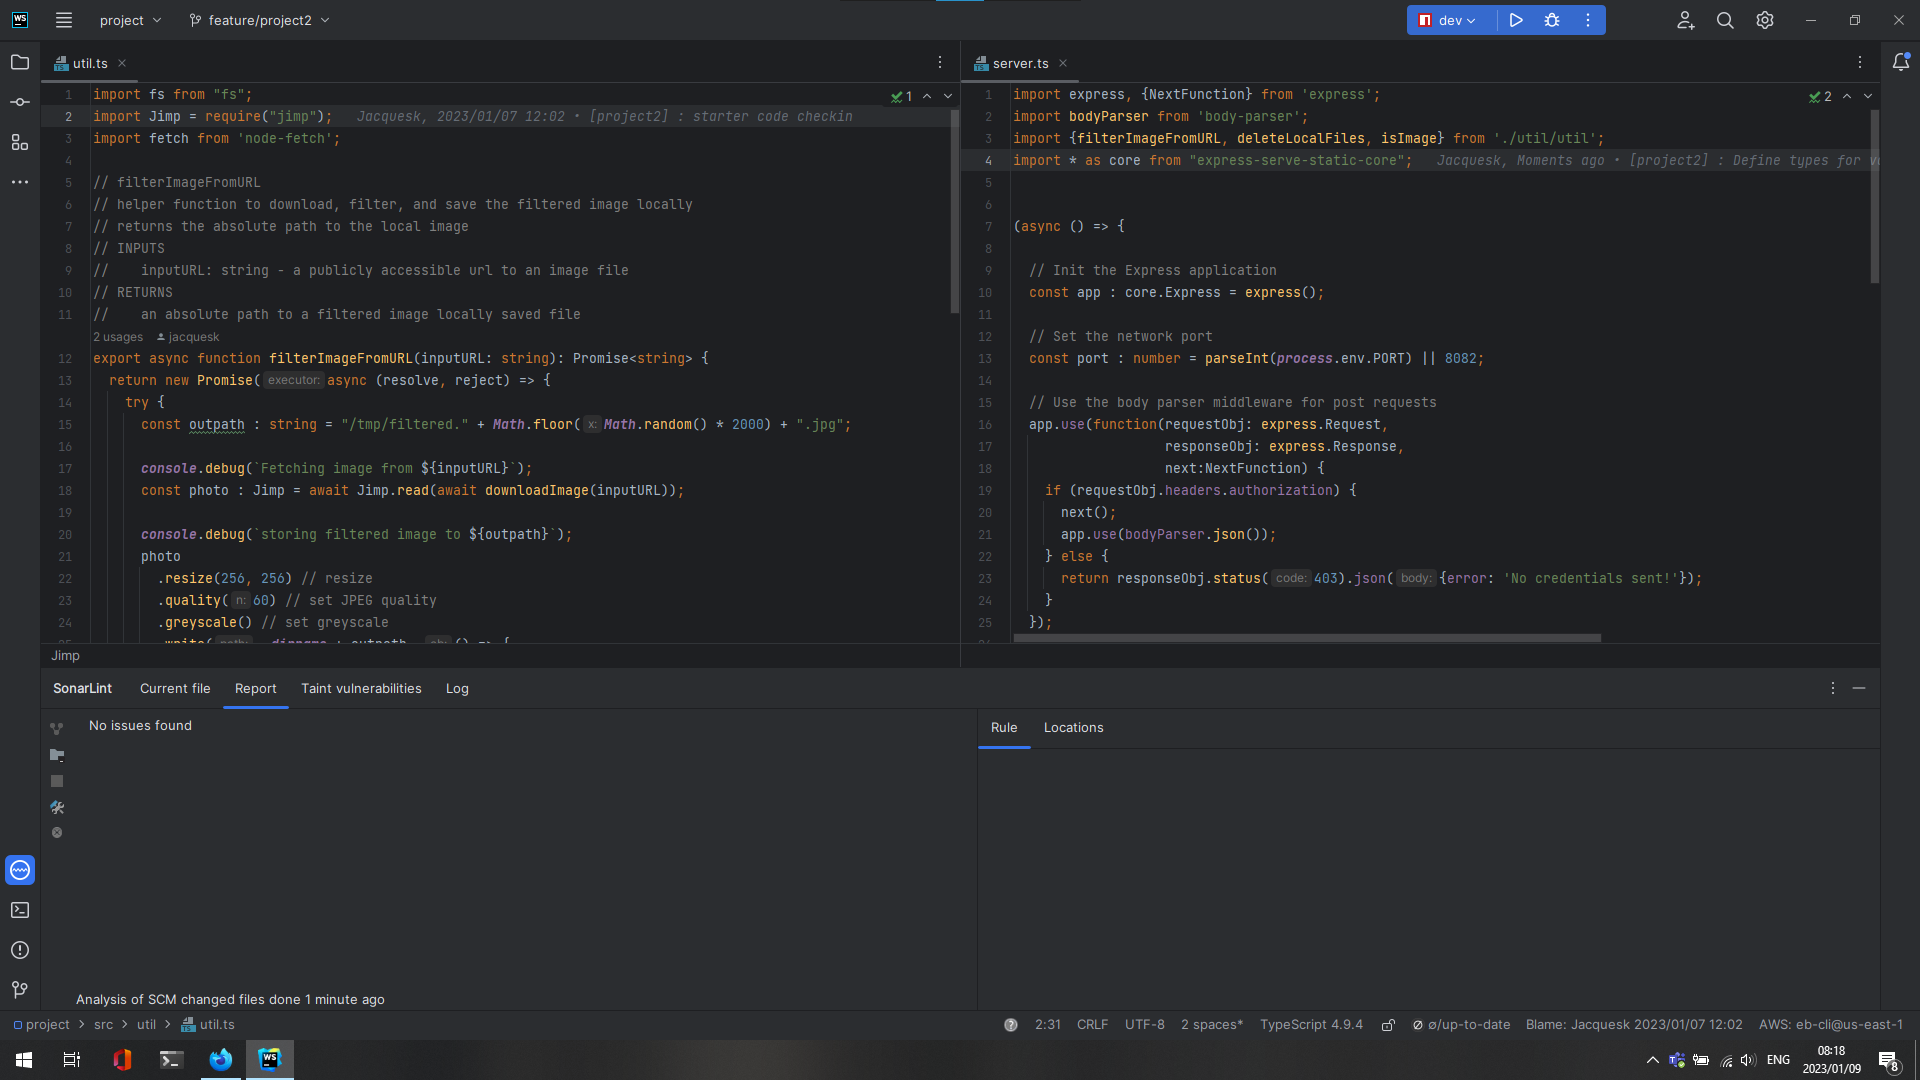 WS
project
feature/project2
dev
util.ts
1 import fs from "fs";
1
2 import Jimp = require("jimp"); Jacquesk, 2023/01/07 12:02 • [project2] : starter code checkin
3 import fetch from 'node-fetch';
4
5 // filterImageFromURL
6 // helper function to download, filter, and save the filtered image locally
7 // returns the absolute path to the local image
8 // INPUTS
9 //    inputURL: string - a publicly accessible url to an image file
10 // RETURNS
11 //    an absolute path to a filtered image locally saved file
2 usages jacquesk
12 export async function filterImageFromURL(inputURL: string): Promise<string> {
13 return new Promise( executor: async (resolve, reject) => {
14 try {
15 const outpath : string = "/tmp/filtered." + Math.floor( x: Math.random() * 2000) + ".jpg";
16
17 console.debug(`Fetching image from ${inputURL}`);
18 const photo : Jimp = await Jimp.read(await downloadImage(inputURL));
19
20 console.debug(`storing filtered image to ${outpath}`);
21 photo
22 .resize(256, 256) // resize
23 .quality( n: 60) // set JPEG quality
24 .greyscale() // set greyscale
Jimp
server.ts
1 import express, {NextFunction} from 'express';
2
2 import bodyParser from 'body-parser';
3 import {filterImageFromURL, deleteLocalFiles, isImage} from './util/util';
4 import * as core from "express-serve-static-core"; Jacquesk, Moments ago • [project2] : Define types for
5
6
7 (async () => {
8
9 // Init the Express application
10 const app : core.Express = express();
11
12 // Set the network port
13 const port : number = parseInt(process.env.PORT) || 8082;
14
15 // Use the body parser middleware for post requests
16 app.use(function(requestObj: express.Request,
17 responseObj: express.Response,
18 next:NextFunction) {
19 if (requestObj.headers.authorization) {
20 next();
21 app.use(bodyParser.json());
22 } else {
23 return responseObj.status( code: 403).json( body: {error: 'No credentials sent!'});
24 }
25 });
SonarLint Current file Report Taint vulnerabilities Log
No issues found
Rule Locations
Analysis of SCM changed files done 1 minute ago
project > src > util > util.ts
2:31 CRLF UTF-8 2 spaces* TypeScript 4.9.4 ⌀/up-to-date Blame: Jacquesk 2023/01/07 12:02 AWS: eb-cli@us-east-1
WS
ENG
08:18
2023/01/09
8